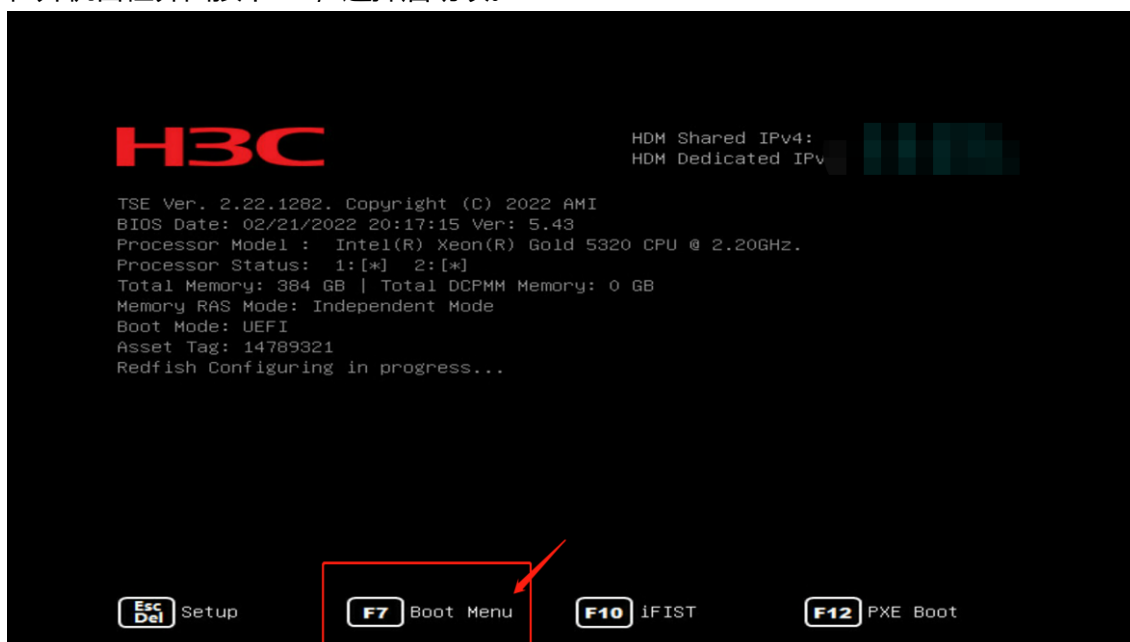 H3C
HDM Shared IPv4:
HDM Dedicated IPv
TSE Ver. 2.22.1282. Copyright (C) 2022 AMI
BIOS Date: 02/21/2022 20:17:15 Ver: 5.43
Processor Model : Intel(R) Xeon(R) Gold 5320 CPU @ 2.20GHz.
Processor Status: 1:[*] 2:[*]
Total Memory: 384 GB | Total DCPMM Memory: 0 GB
Memory RAS Mode: Independent Mode
Boot Mode: UEFI
Asset Tag: 14789321
Redfish Configuring in progress...
Esc Del Setup F7 Boot Menu F10 iFIST F12 PXE Boot